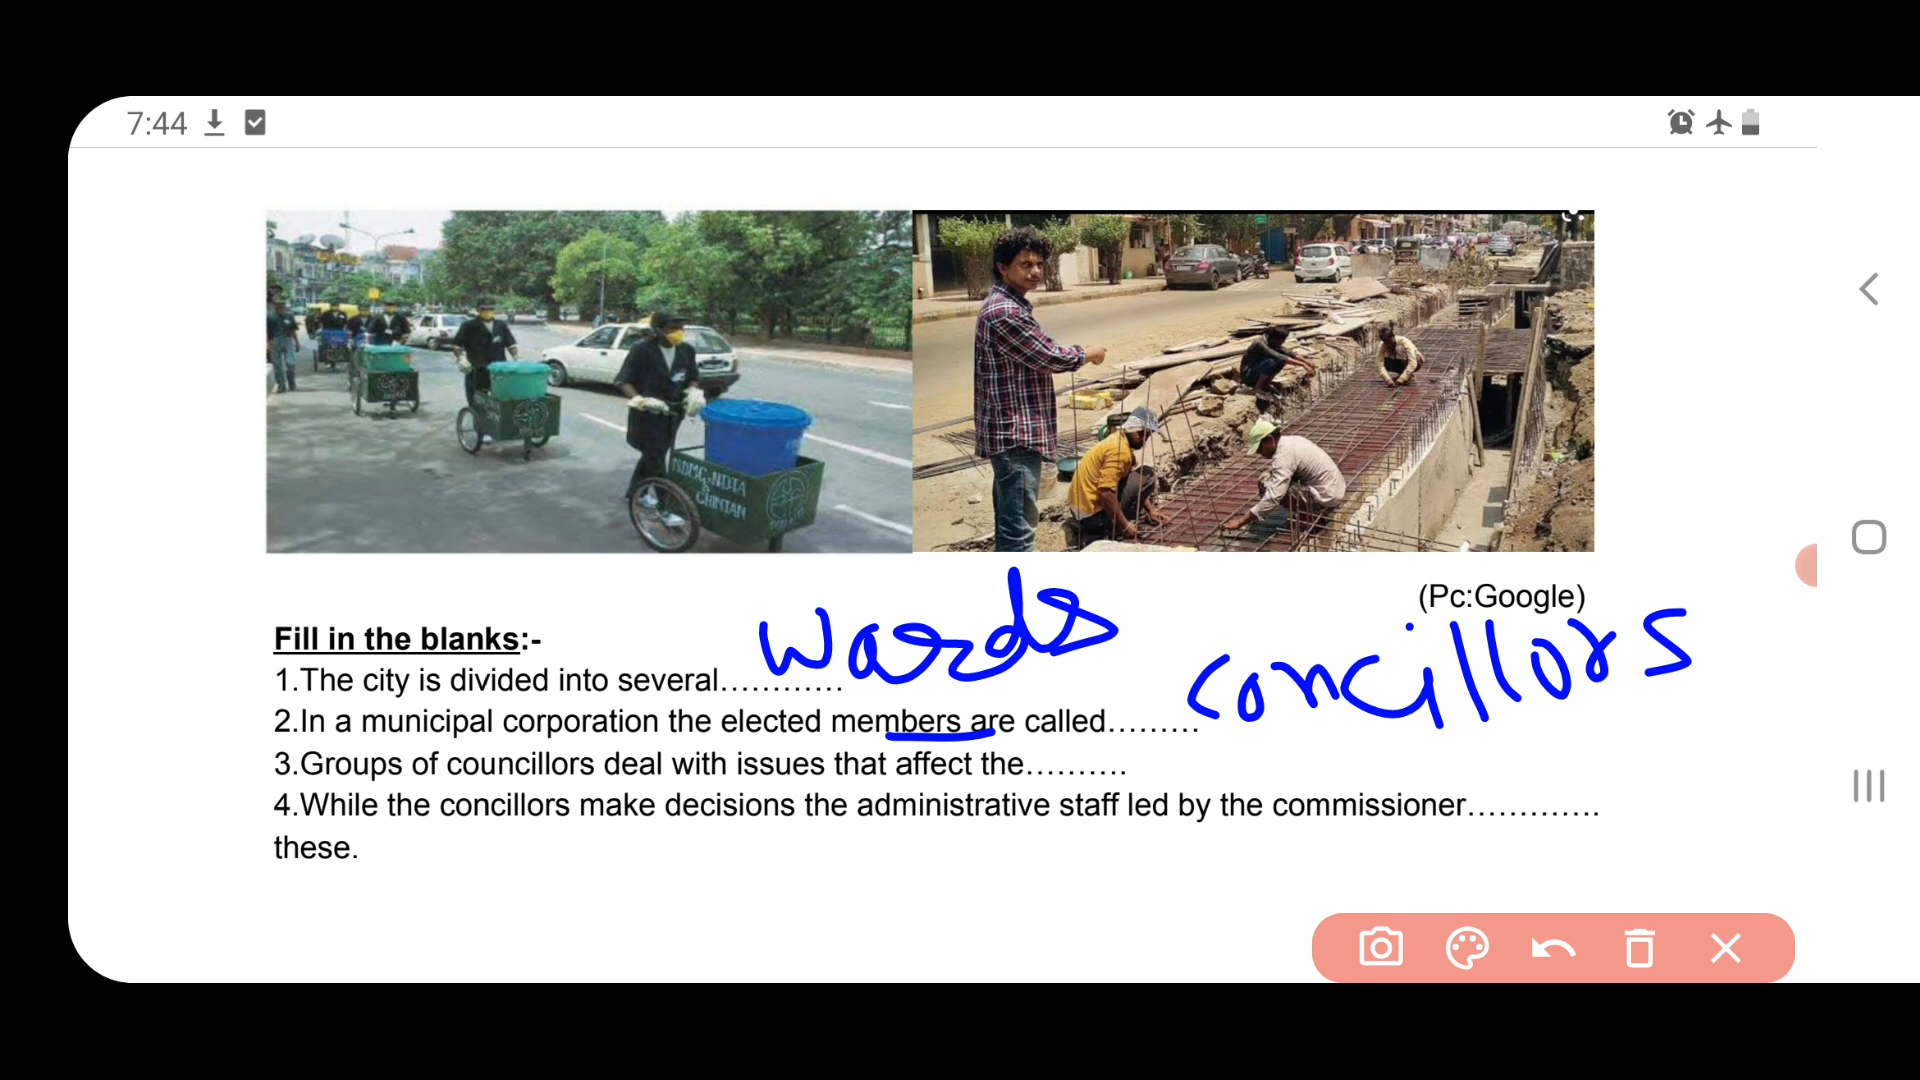 7:44
NDMC-NDTA
&
CHINTAN
(Pc:Google)
wards
Fill in the blanks:-
1.The city is divided into several............
concillors
2.In a municipal corporation the elected members are called.........
3.Groups of councillors deal with issues that affect the..........
4.While the concillors make decisions the administrative staff led by the commissioner.............
these.